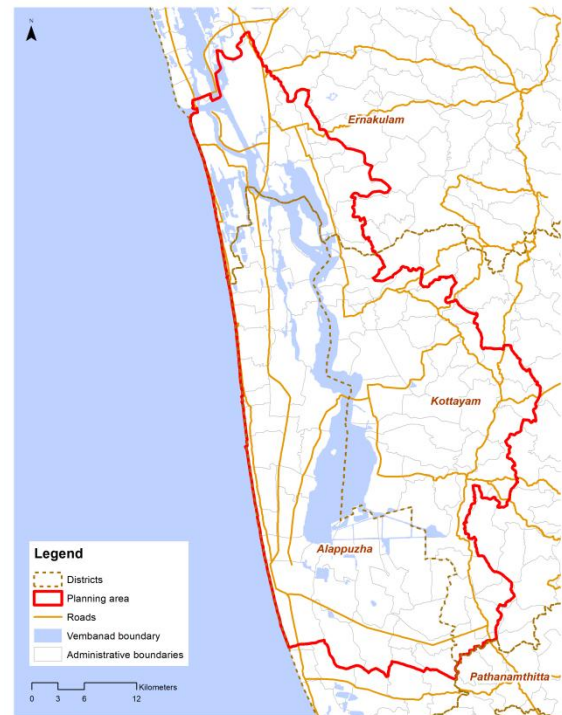 N
Ernakulam
Kottayam
Alappuzha
Pathanamthitta
Legend
Districts
Planning area
Roads
Vembanad boundary
Administrative boundaries
Kilometers
0 3 6 12